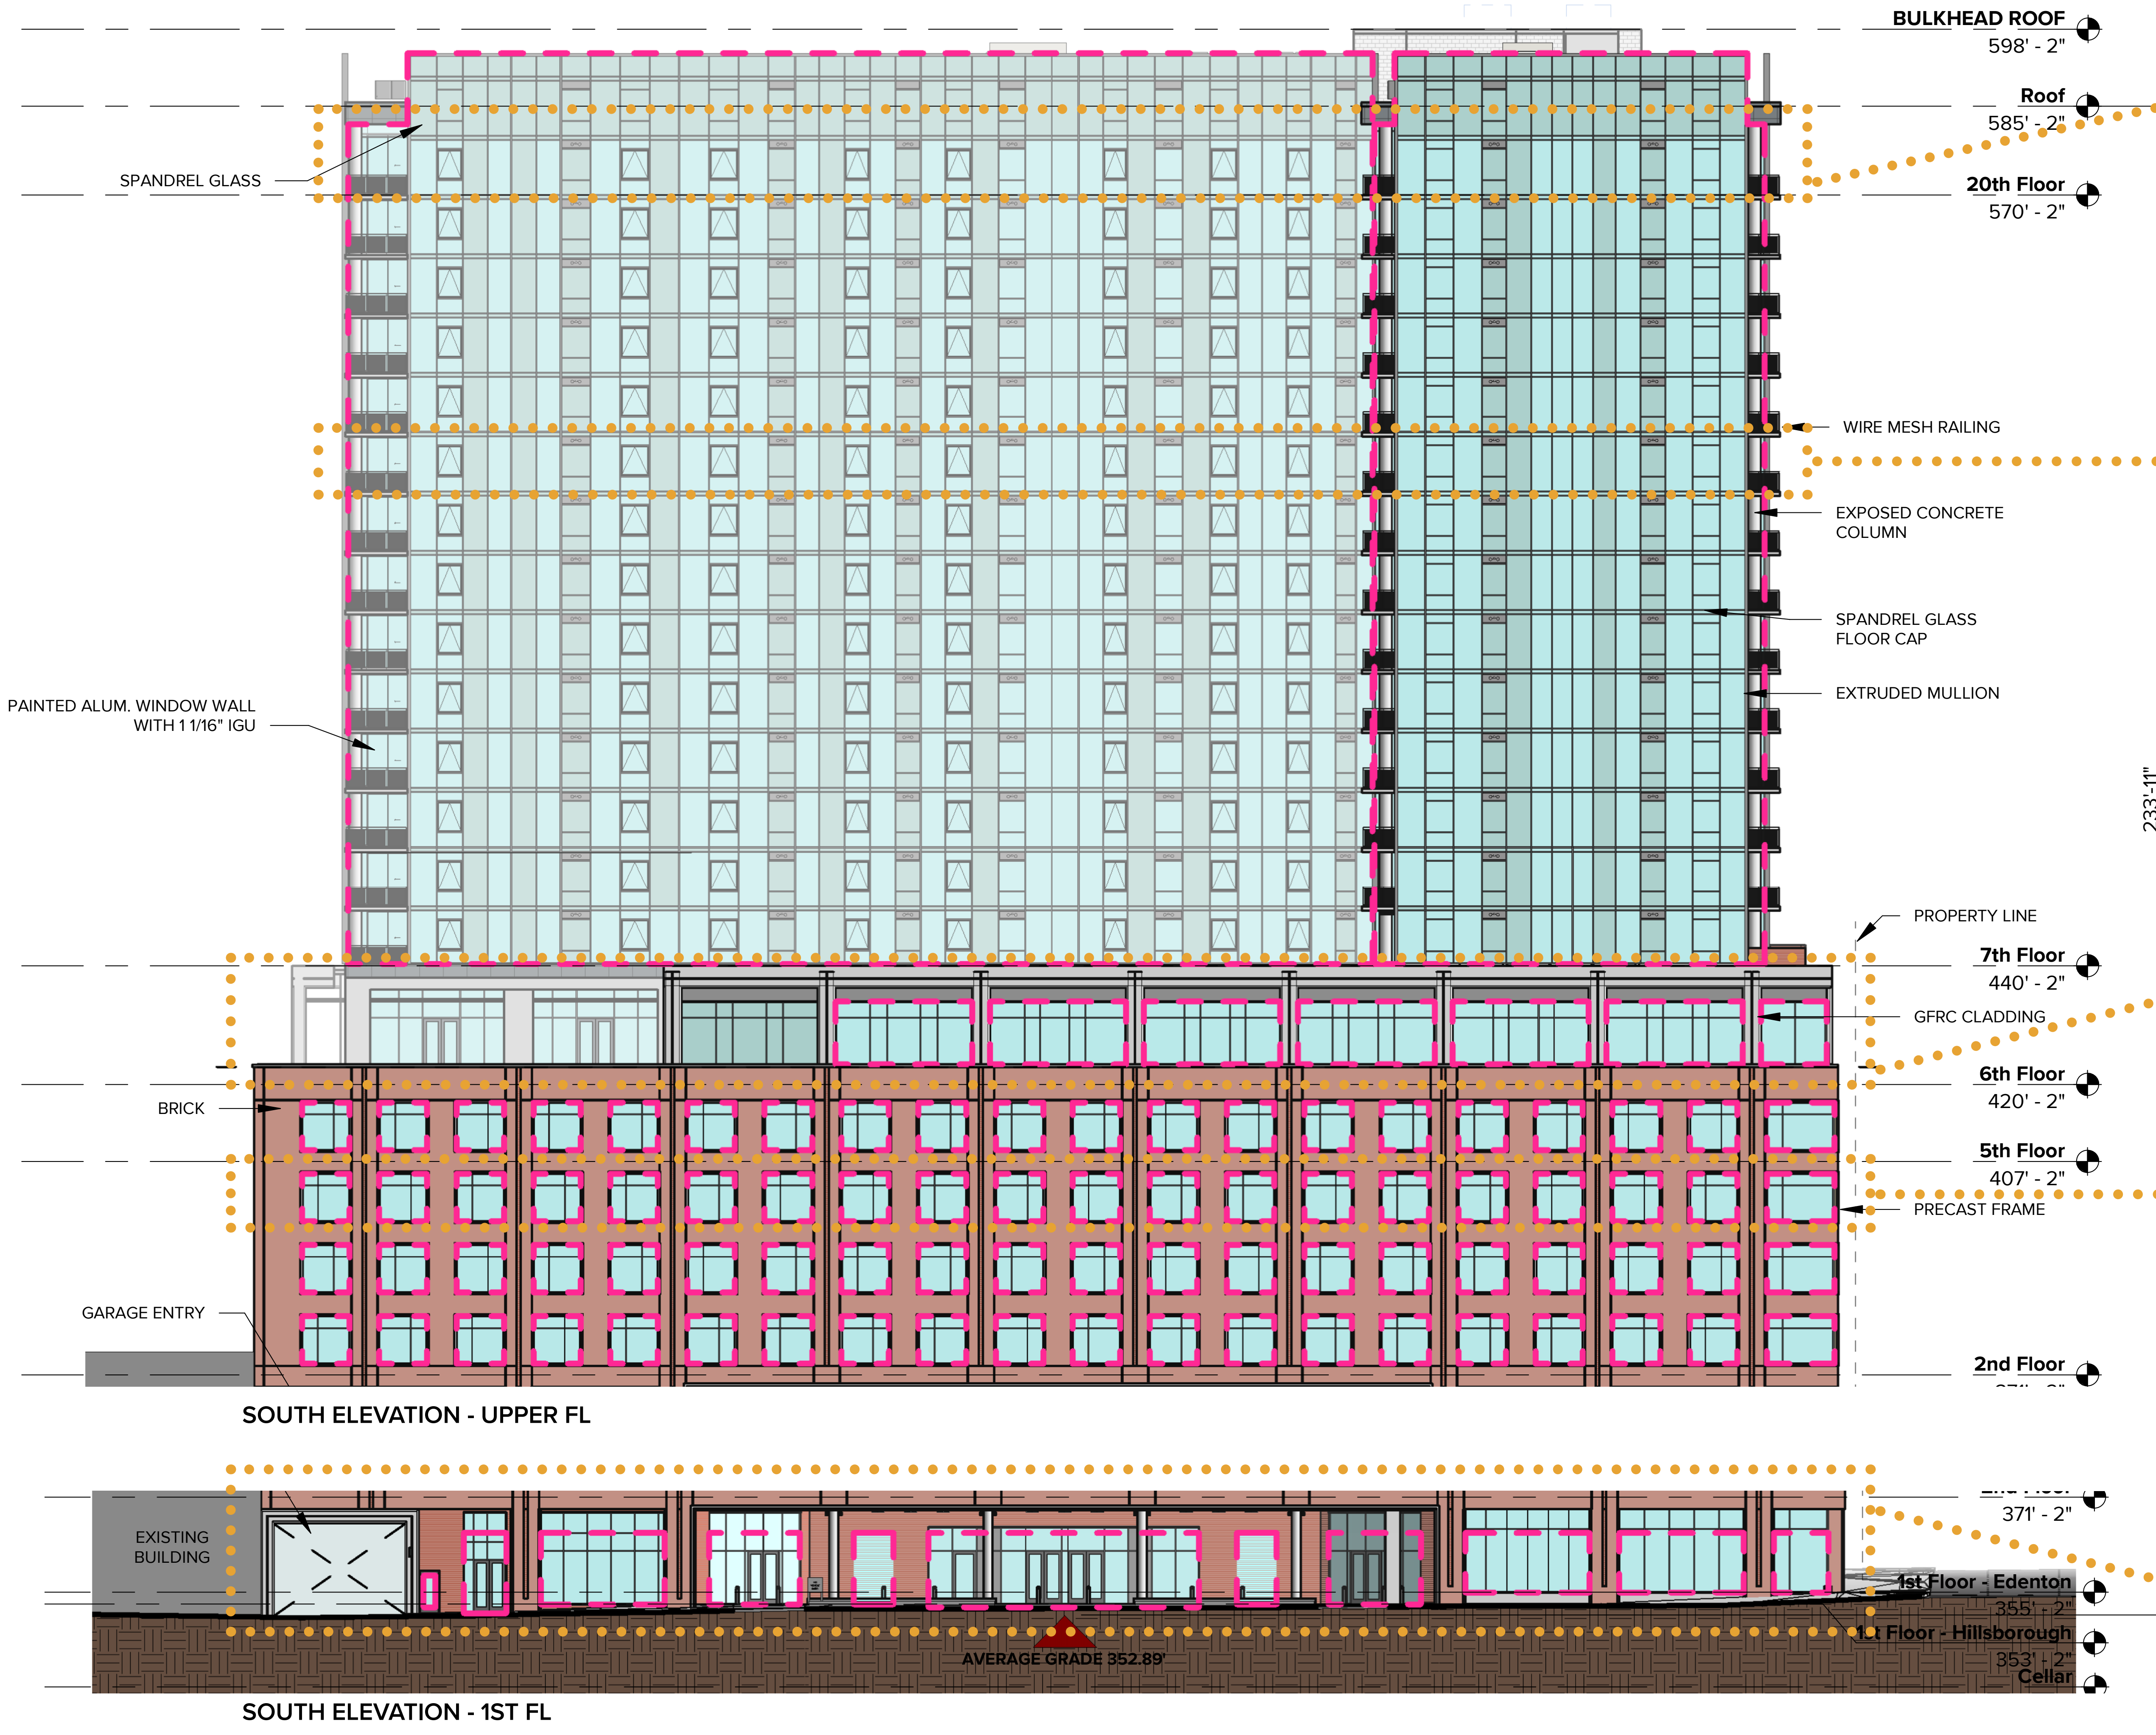 BULKHEAD ROOF
598' - 2"
Roof
585' - 2"
SPANDREL GLASS
20th Floor
570' - 2"
WIRE MESH RAILING
EXPOSED CONCRETE
COLUMN
SPANDREL GLASS
FLOOR CAP
EXTRUDED MULLION
PAINTED ALUM. WINDOW WALL
WITH 1 1/16" IGU
233'-11"
PROPERTY LINE
7th Floor
440' - 2"
GFRC CLADDING
6th Floor
420' - 2"
BRICK
5th Floor
407' - 2"
PRECAST FRAME
GARAGE ENTRY
2nd Floor
SOUTH ELEVATION - UPPER FL
371' - 2"
EXISTING
BUILDING
1st Floor - Edenton
355' - 2"
1st Floor - Hillsborough
353' - 2"
AVERAGE GRADE 352.89'
Cellar
SOUTH ELEVATION - 1ST FL